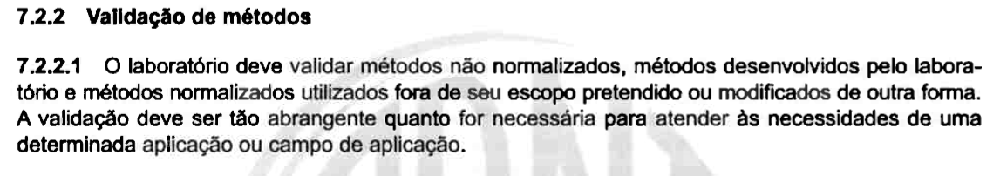 7.2.2 Validação de métodos
7.2.2.1 O laboratório deve validar métodos não normalizados, métodos desenvolvidos pelo labora-
tório e métodos normalizados utilizados fora de seu escopo pretendido ou modificados de outra forma.
A validação deve ser tão abrangente quanto for necessária para atender às necessidades de uma
determinada aplicação ou campo de aplicação.